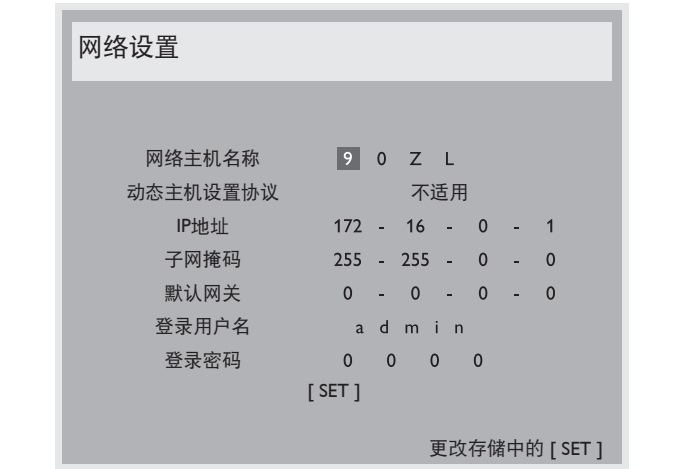 网络设置
网络主机名称 9 0 Z L
动态主机设置协议 不适用
IP地址 172 - 16 - 0 - 1
子网掩码 255 - 255 - 0 - 0
默认网关 0 - 0 - 0 - 0
登录用户名 a d m i n
登录密码 0 0 0 0
[ SET ]
更改存储中的 [ SET ]